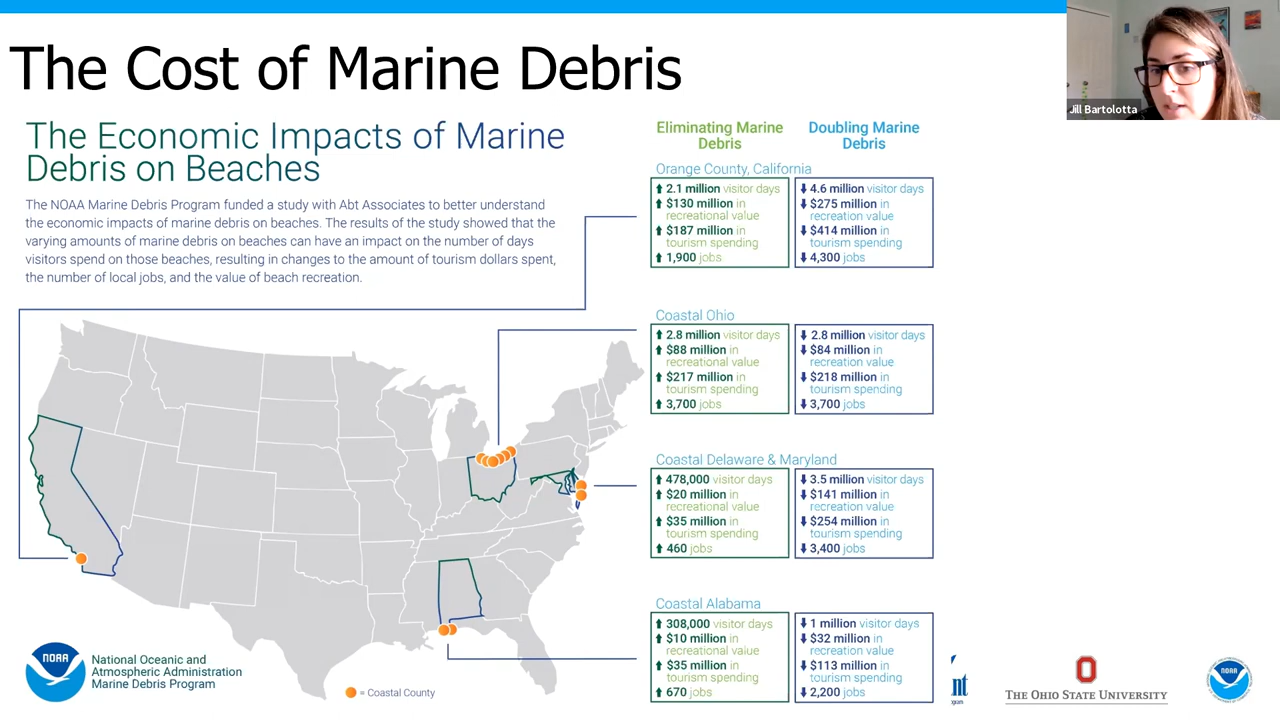 The Cost of Marine Debris
Jill Bartolotta
The Economic Impacts of Marine
Debris on Beaches
The NOAA Marine Debris Program funded a study with Abt Associates to better understand
the economic impacts of marine debris on beaches. The results of the study showed that the
varying amounts of marine debris on beaches can have an impact on the number of days
visitors spend on those beaches, resulting in changes to the amount of tourism dollars spent,
the number of local jobs, and the value of beach recreation.
Eliminating Marine
Debris
Doubling Marine
Debris
Orange County, California
2.1 million visitor days
$130 million in
recreational value
$187 million in
tourism spending
1,900 jobs
4.6 million visitor days
$275 million in
recreation value
$414 million in
tourism spending
4,300 jobs
Coastal Ohio
2.8 million visitor days
$88 million in
recreational value
$217 million in
tourism spending
3,700 jobs
2.8 million visitor days
$84 million in
recreation value
$218 million in
tourism spending
3,700 jobs
Coastal Delaware & Maryland
478,000 visitor days
$20 million in
recreational value
$35 million in
tourism spending
460 jobs
3.5 million visitor days
$141 million in
recreation value
$254 million in
tourism spending
3,400 jobs
Coastal Alabama
308,000 visitor days
$10 million in
recreational value
$35 million in
tourism spending
670 jobs
1 million visitor days
$32 million in
recreation value
$113 million in
tourism spending
2,200 jobs
NOAA
National Oceanic and
Atmospheric Administration
Marine Debris Program
= Coastal County
THE OHIO STATE UNIVERSITY
NOAA